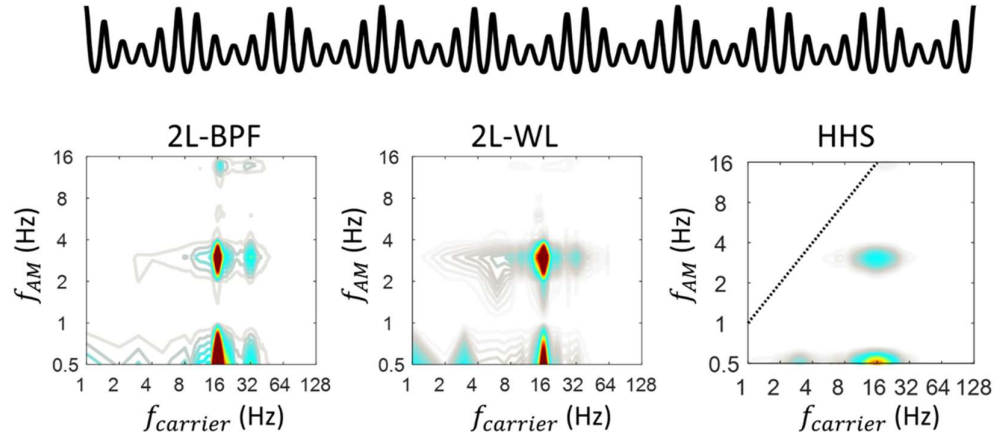 2L-BPF 2L-WL HHS
16 16 16
8 8 8
4 4 4
2 2 2
1 1 1
0.5 0.5 0.5
f_AM (Hz) f_AM (Hz) f_AM (Hz)
1 2 4 8 16 32 64 128 1 2 4 8 16 32 64 128 1 2 4 8 16 32 64 128
f_carrier (Hz) f_carrier (Hz) f_carrier (Hz)